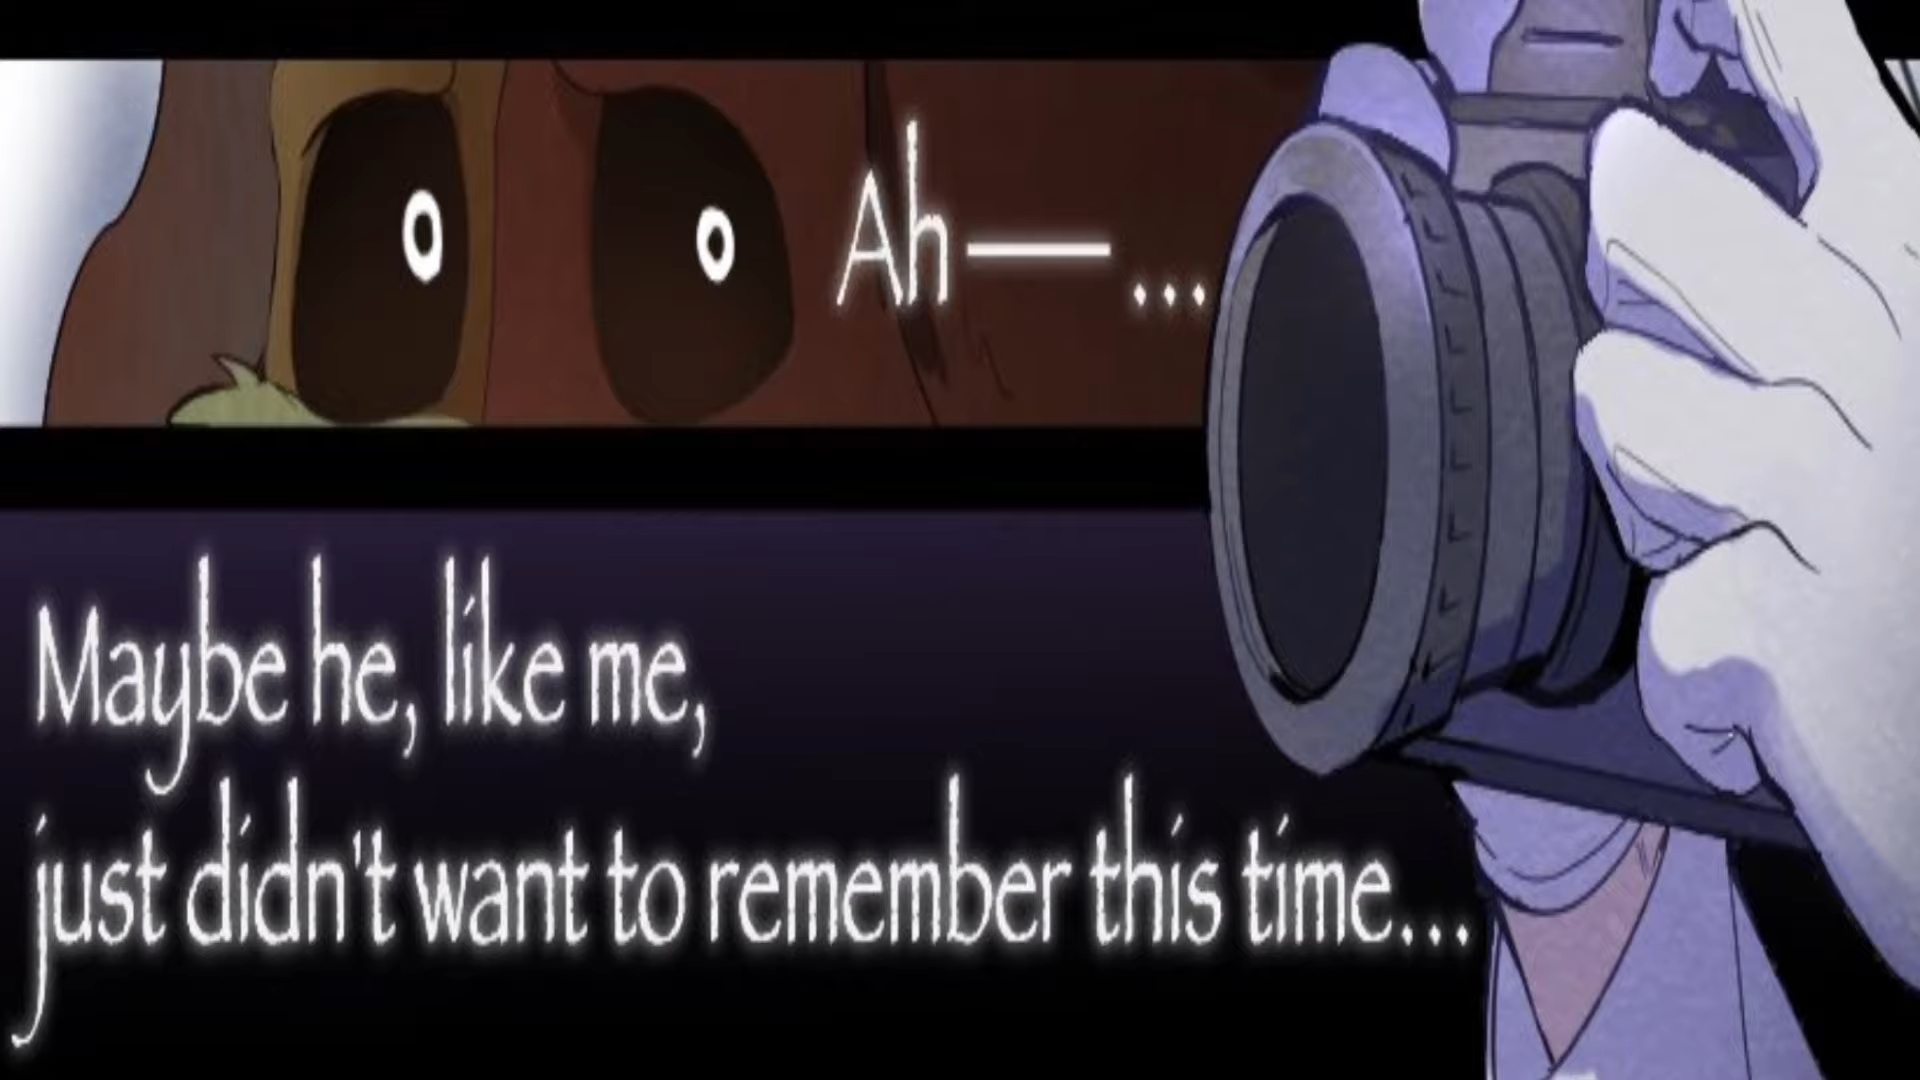 Ah—...
Maybe he, like me,
just didn't want to remember this time...